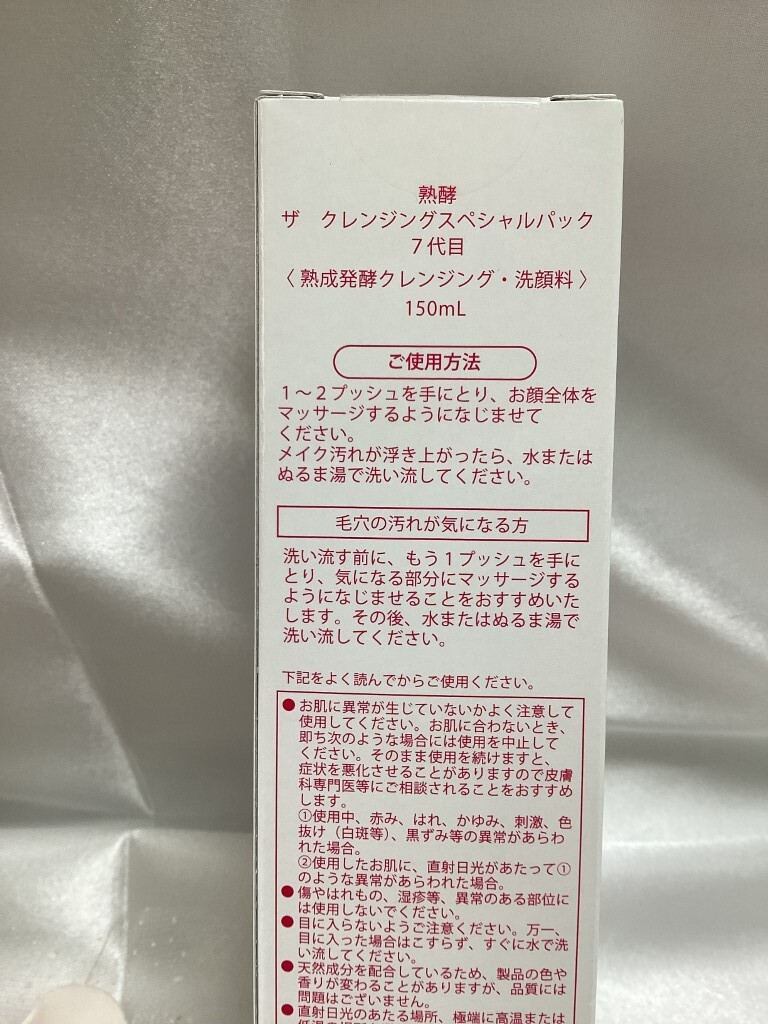 熟酵
ザ　クレンジングスペシャルパック
７代目
〈 熟成発酵クレンジング・洗顔料 〉
150mL
ご使用方法
１～２プッシュを手にとり、お顔全体を
マッサージするようになじませて
ください。
メイク汚れが浮き上がったら、水または
ぬるま湯で洗い流してください。
毛穴の汚れが気になる方
洗い流す前に、もう１プッシュを手に
とり、気になる部分にマッサージする
ようになじませることをおすすめいた
します。その後、水またはぬるま湯で
洗い流してください。
下記をよく読んでからご使用ください。
●お肌に異常が生じていないかよく注意して
使用してください。お肌に合わないとき、
即ち次のような場合には使用を中止して
ください。そのまま使用を続けますと、
症状を悪化させることがありますので皮膚
科専門医等にご相談されることをおすすめ
します。
①使用中、赤み、はれ、かゆみ、刺激、色
抜け（白斑等）、黒ずみ等の異常があらわ
れた場合。
②使用したお肌に、直射日光があたって①
のような異常があらわれた場合。
●傷やはれもの、湿疹等、異常のある部位に
は使用しないでください。
●目に入らないようご注意ください。万一、
目に入った場合はこすらず、すぐに水で洗
い流してください。
●天然成分を配合しているため、製品の色や
香りが変わることがありますが、品質には
問題はございません。
●直射日光のあたる場所、極端に高温または